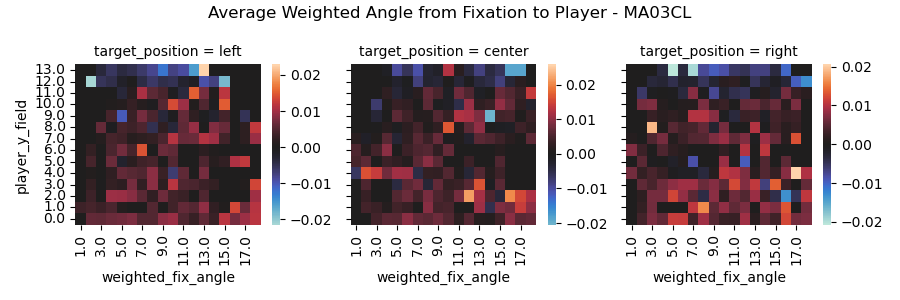 Average Weighted Angle from Fixation to Player - MA03CL
target_position = left
target_position = center
target_position = right
player_y_field
13.0
12.0
11.0
10.0
9.0
8.0
7.0
6.0
5.0
4.0
3.0
2.0
1.0
0.0
0.02
0.01
0.00
−0.01
−0.02
0.02
0.01
0.00
−0.01
−0.02
0.02
0.01
0.00
−0.01
−0.02
1.0 3.0 5.0 7.0 9.0 11.0 13.0 15.0 17.0
1.0 3.0 5.0 7.0 9.0 11.0 13.0 15.0 17.0
1.0 3.0 5.0 7.0 9.0 11.0 13.0 15.0 17.0
weighted_fix_angle
weighted_fix_angle
weighted_fix_angle